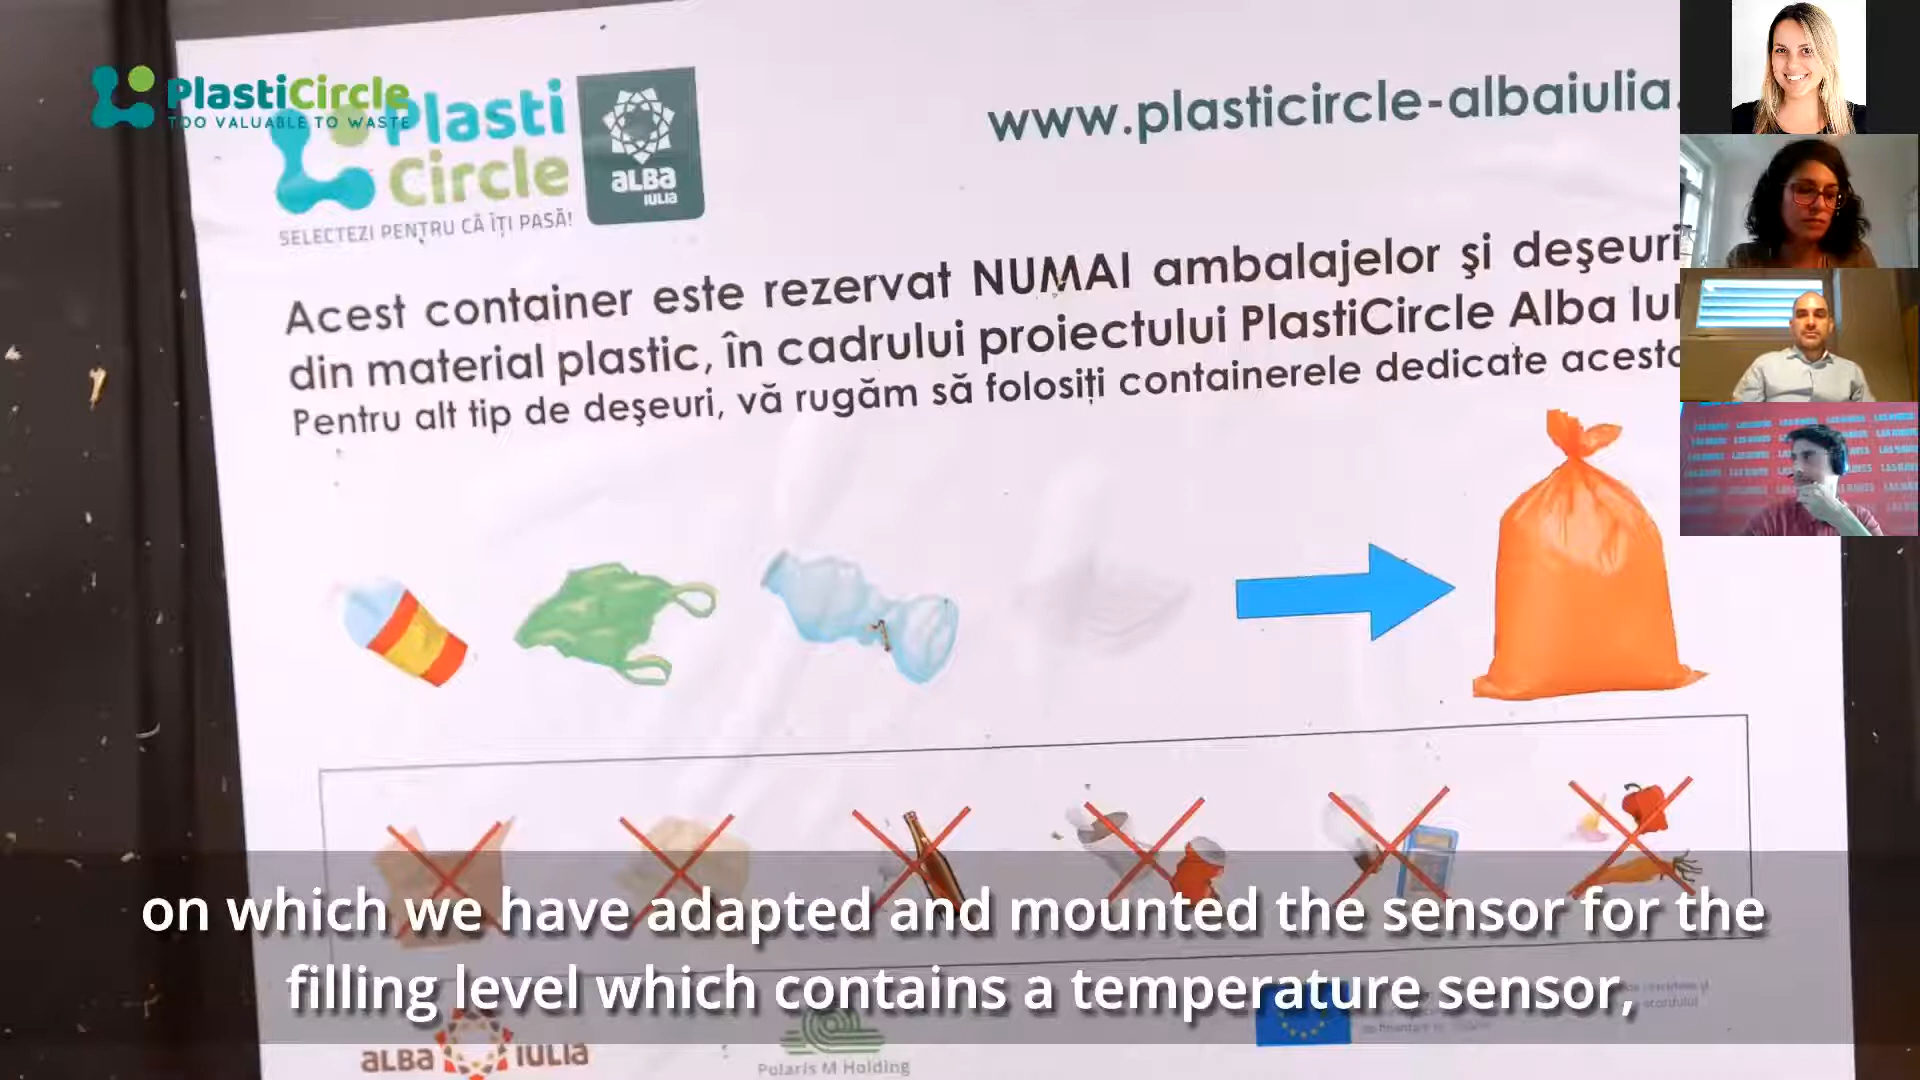 PlastiCircle
TOO VALUABLE TO WASTE
Plasti
Circle
SELECTEZI PENTRU CĂ ÎȚI PASĂ!
ALBA
IULIA
www.plasticircle-albaiulia.
Acest container este rezervat NUMAI ambalajelor şi deşeuri
din material plastic, în cadrului proiectului PlastiCircle Alba Iul
Pentru alt tip de deşeuri, vă rugăm să folosiți containerele dedicate acesto
on which we have adapted and mounted the sensor for the
filling level which contains a temperature sensor,
ALBA IULIA
Polaris M Holding